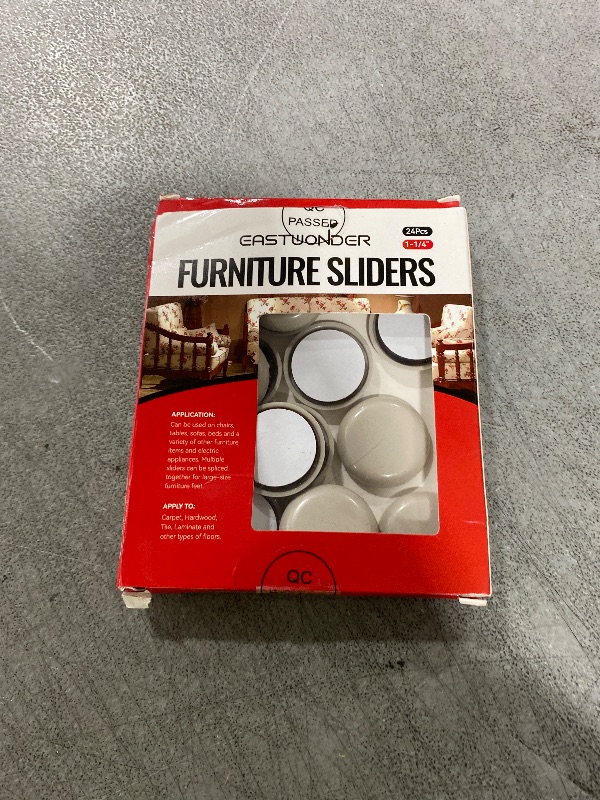 QC
PASSED
EASTWONDER
24Pcs
1-1/4"
FURNITURE SLIDERS
APPLICATION:
Can be used on chairs,
tables, sofas, beds and a
variety of other furniture
items and electric
appliances. Multiple
sliders can be spliced
together for large-size
furniture feet.
APPLY TO:
Carpet, Hardwood,
Tile, Laminate and
other types of floors.
QC